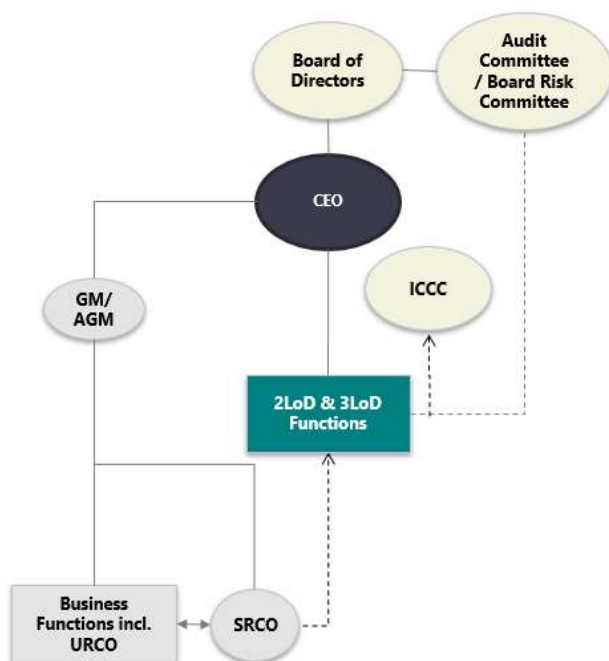 Board of
Directors
Audit
Committee
/ Board Risk
Committee
CEO
ICCC
GM/
AGM
2LoD & 3LoD
Functions
Business
Functions incl.
URCO
SRCO